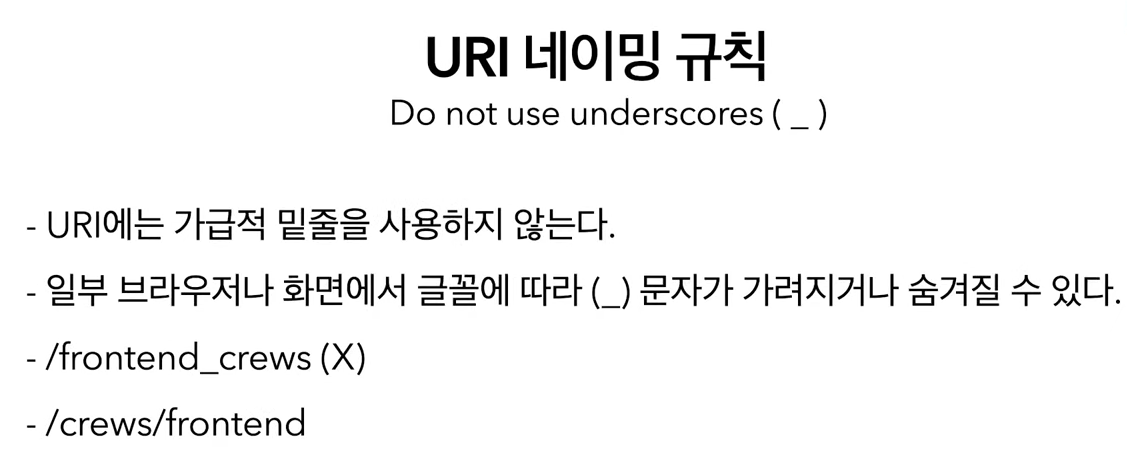 URI 네이밍 규칙
Do not use underscores ( _ )
- URI에는 가급적 밑줄을 사용하지 않는다.
- 일부 브라우저나 화면에서 글꼴에 따라 (_) 문자가 가려지거나 숨겨질 수 있다.
- /frontend_crews (X)
- /crews/frontend